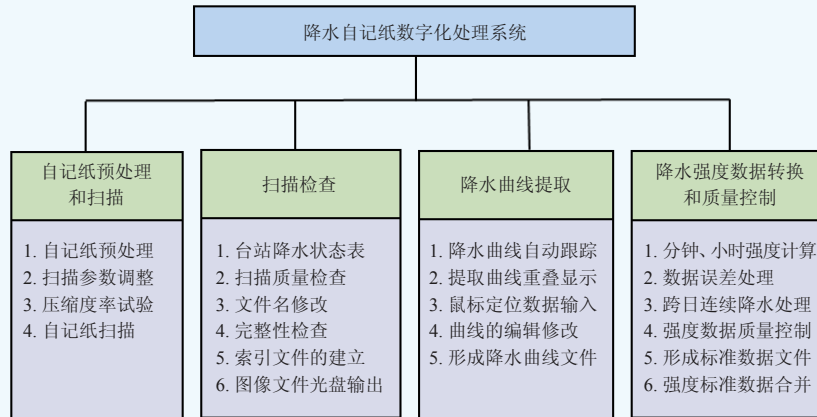 降水自记纸数字化处理系统
自记纸预处理
和扫描
1. 自记纸预处理
2. 扫描参数调整
3. 压缩度率试验
4. 自记纸扫描
扫描检查
1. 台站降水状态表
2. 扫描质量检查
3. 文件名修改
4. 完整性检查
5. 索引文件的建立
6. 图像文件光盘输出
降水曲线提取
1. 降水曲线自动跟踪
2. 提取曲线重叠显示
3. 鼠标定位数据输入
4. 曲线的编辑修改
5. 形成降水曲线文件
降水强度数据转换
和质量控制
1. 分钟、小时强度计算
2. 数据误差处理
3. 跨日连续降水处理
4. 强度数据质量控制
5. 形成标准数据文件
6. 强度标准数据合并